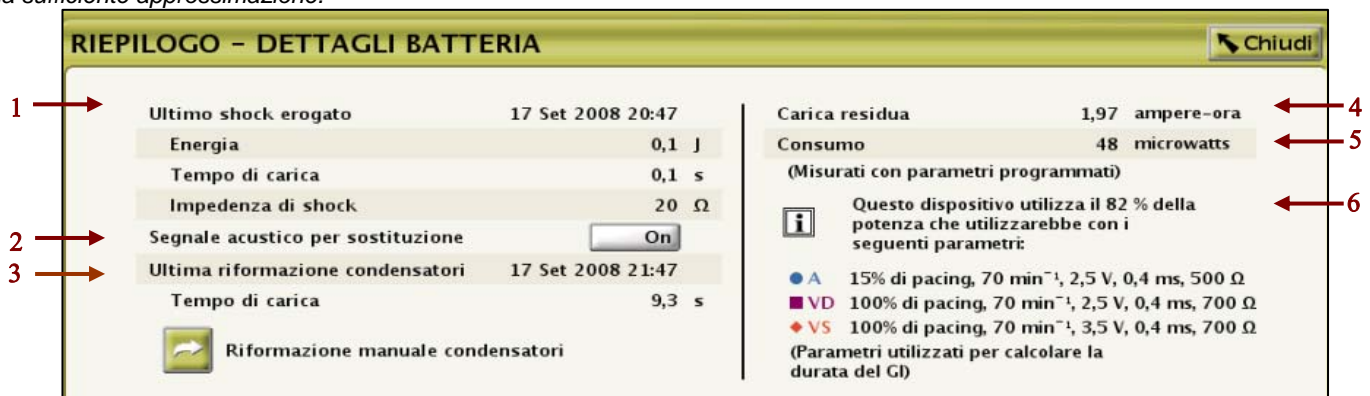 sufficiente approssimazione.
RIEPILOGO – DETTAGLI BATTERIA
Chiudi
1
Ultimo shock erogato 17 Set 2008 20:47
Energia 0,1 J
Tempo di carica 0,1 s
Impedenza di shock 20 Ω
2
Segnale acustico per sostituzione On
3
Ultima riformazione condensatori 17 Set 2008 21:47
Tempo di carica 9,3 s
Riformazione manuale condensatori
Carica residua 1,97 ampere-ora
4
Consumo 48 microwatts
5
(Misurati con parametri programmati)
i
Questo dispositivo utilizza il 82 % della
6
potenza che utilizzarebbe con i
seguenti parametri:
A 15% di pacing, 70 min⁻¹, 2,5 V, 0,4 ms, 500 Ω
VD 100% di pacing, 70 min⁻¹, 2,5 V, 0,4 ms, 700 Ω
VS 100% di pacing, 70 min⁻¹, 3,5 V, 0,4 ms, 700 Ω
(Parametri utilizzati per calcolare la
durata del GI)